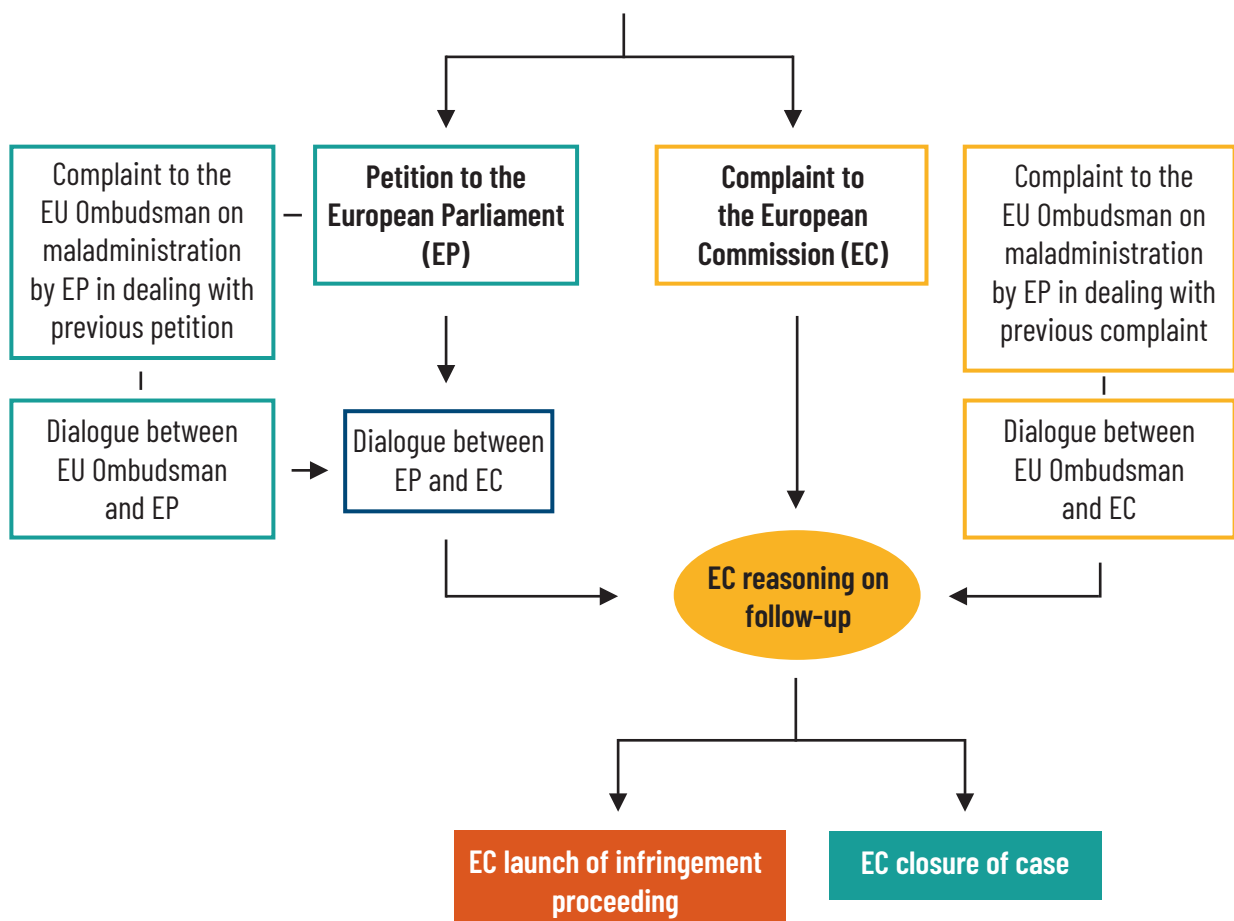 Complaint to the
EU Ombudsman on
maladministration
by EP in dealing with
previous petition
Petition to the
European Parliament
(EP)
Complaint to
the European
Commission (EC)
Complaint to the
EU Ombudsman on
maladministration
by EP in dealing with
previous complaint
Dialogue between
EU Ombudsman
and EP
Dialogue between
EP and EC
Dialogue between
EU Ombudsman
and EC
EC reasoning on
follow-up
EC launch of infringement
proceeding
EC closure of case